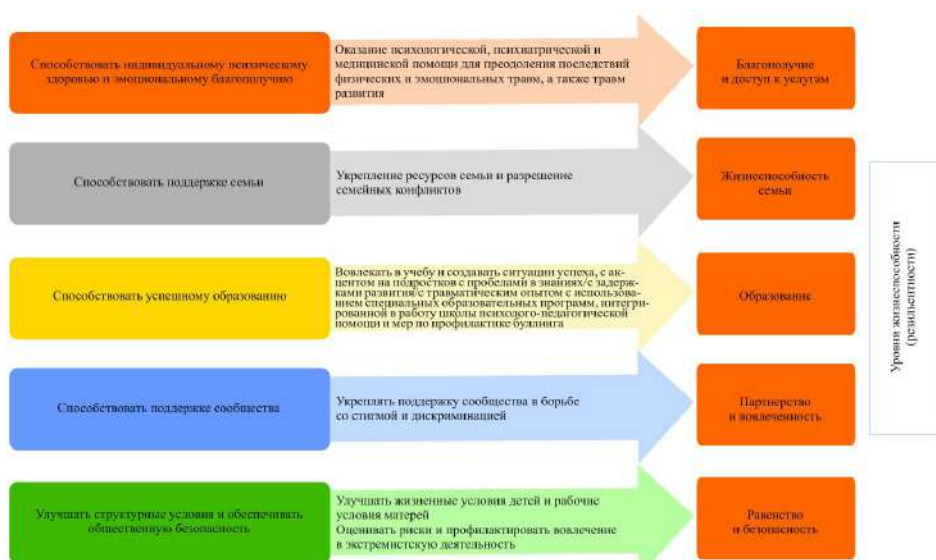 Способствовать индивидуальному психическому
здоровью и эмоциональному благополучию
Оказание психологической, психиатрической и
медицинской помощи для преодоления последствий
физических и эмоциональных травм, а также травм
развития
Благополучие
и доступ к услугам
Способствовать поддержке семьи
Укрепление ресурсов семьи и разрешение
семейных конфликтов
Жизнеспособность
семьи
Способствовать успешному образованию
Вовлекать в учебу и создавать ситуации успеха, с ак-
центом на подростков с пробелами в знаниях/с задерж-
ками развития/с травматическим опытом с использова-
нием специальных образовательных программ, интегри-
рованной в работу школы психолого-педагогической
помощи и мер по профилактике буллинга
Образование
Способствовать поддержке сообщества
Укреплять поддержку сообщества в борьбе
со стигмой и дискриминацией
Партнерство
и вовлеченность
Улучшать структурные условия и обеспечивать
общественную безопасность
Улучшать жизненные условия детей и рабочие
условия матерей
Оценивать риски и профилактировать вовлечение
в экстремистскую деятельность
Равенство
и безопасность
Уровни жизнеспособности
(резильентности)